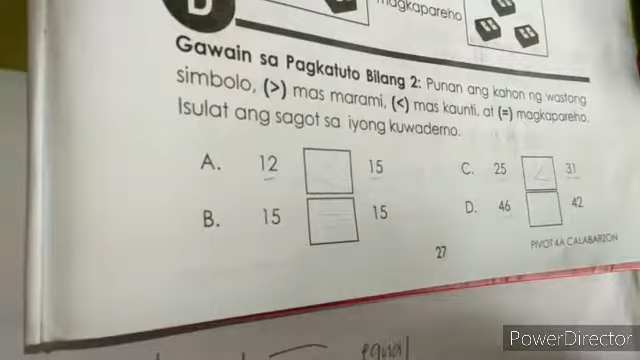 D
magkapareho
Gawain sa Pagkatuto Bilang 2: Punan ang kahon ng wastong
simbolo, (>) mas marami, (<) mas kaunti, at (=) magkapareho.
Isulat ang sagot sa iyong kuwaderno.
A. 12 15 C. 25 < 31
B. 15 15 D. 46 42
27 PIVOT 4A CALABARZON
equal
PowerDirector